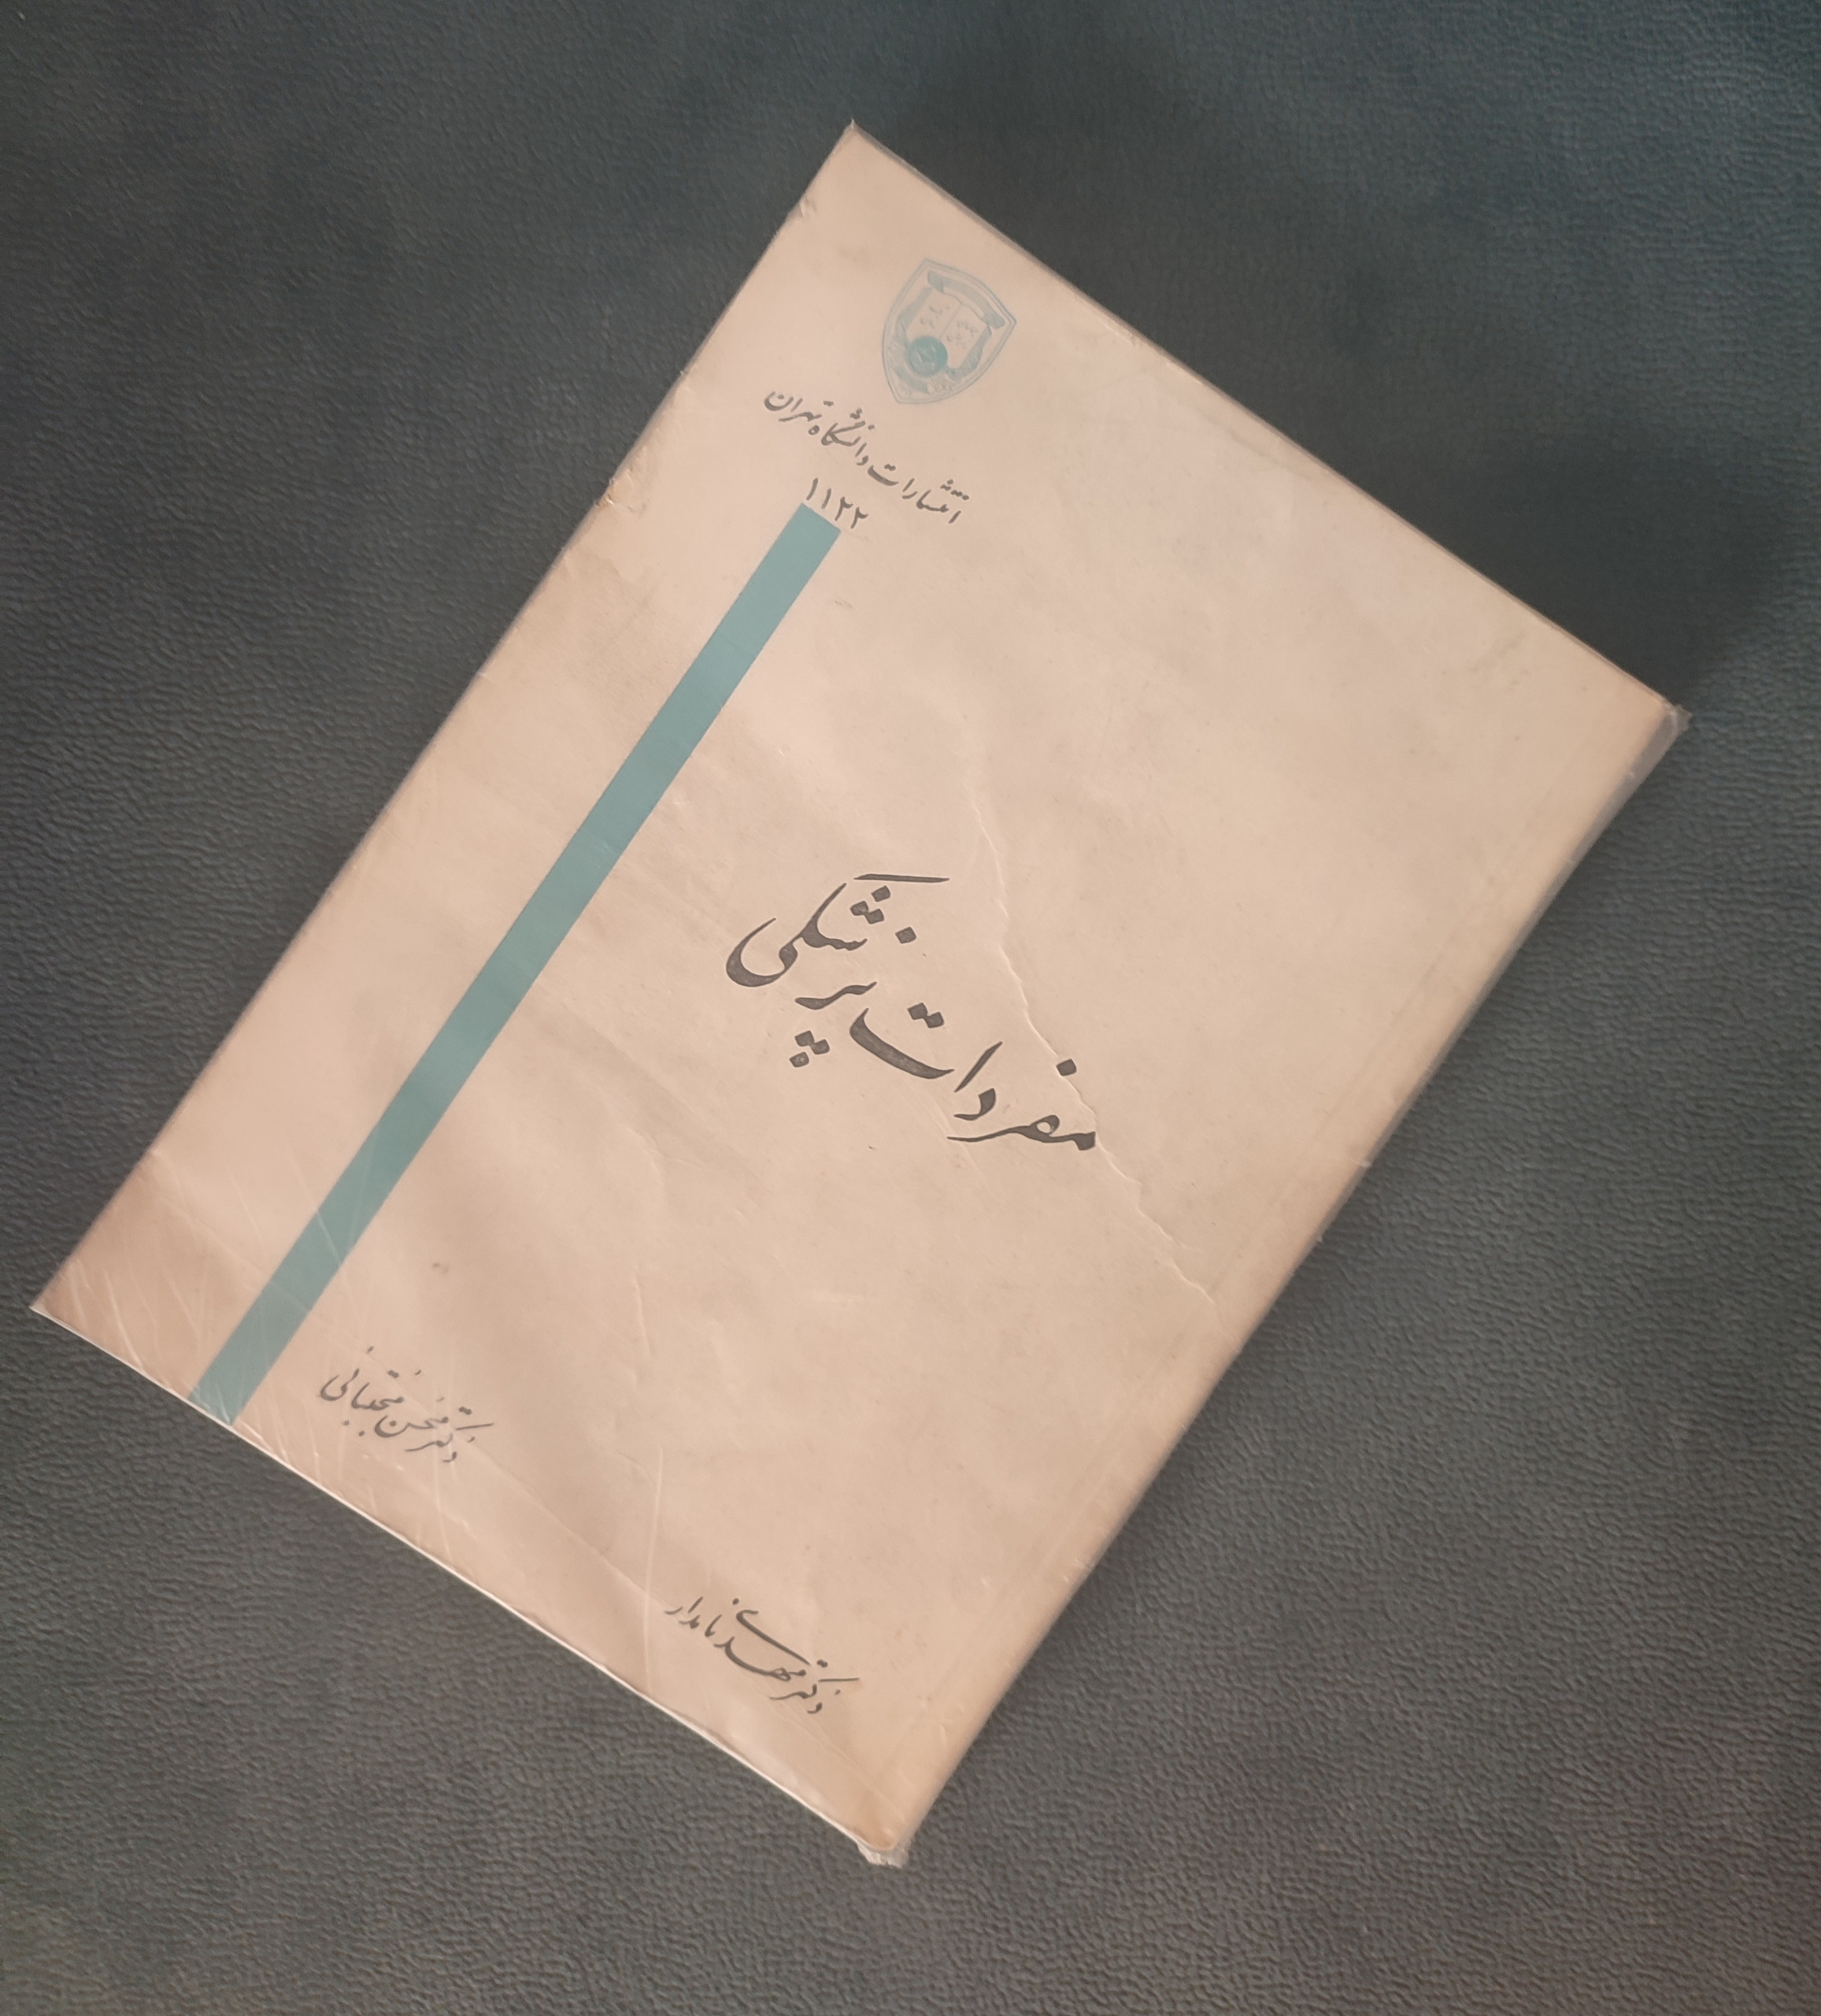 انتشارات دانشگاه تهران
۱۱۲۲
مفردات پزشکی
دکتر مهدی نامدار
دکتر محسن مجتبائی